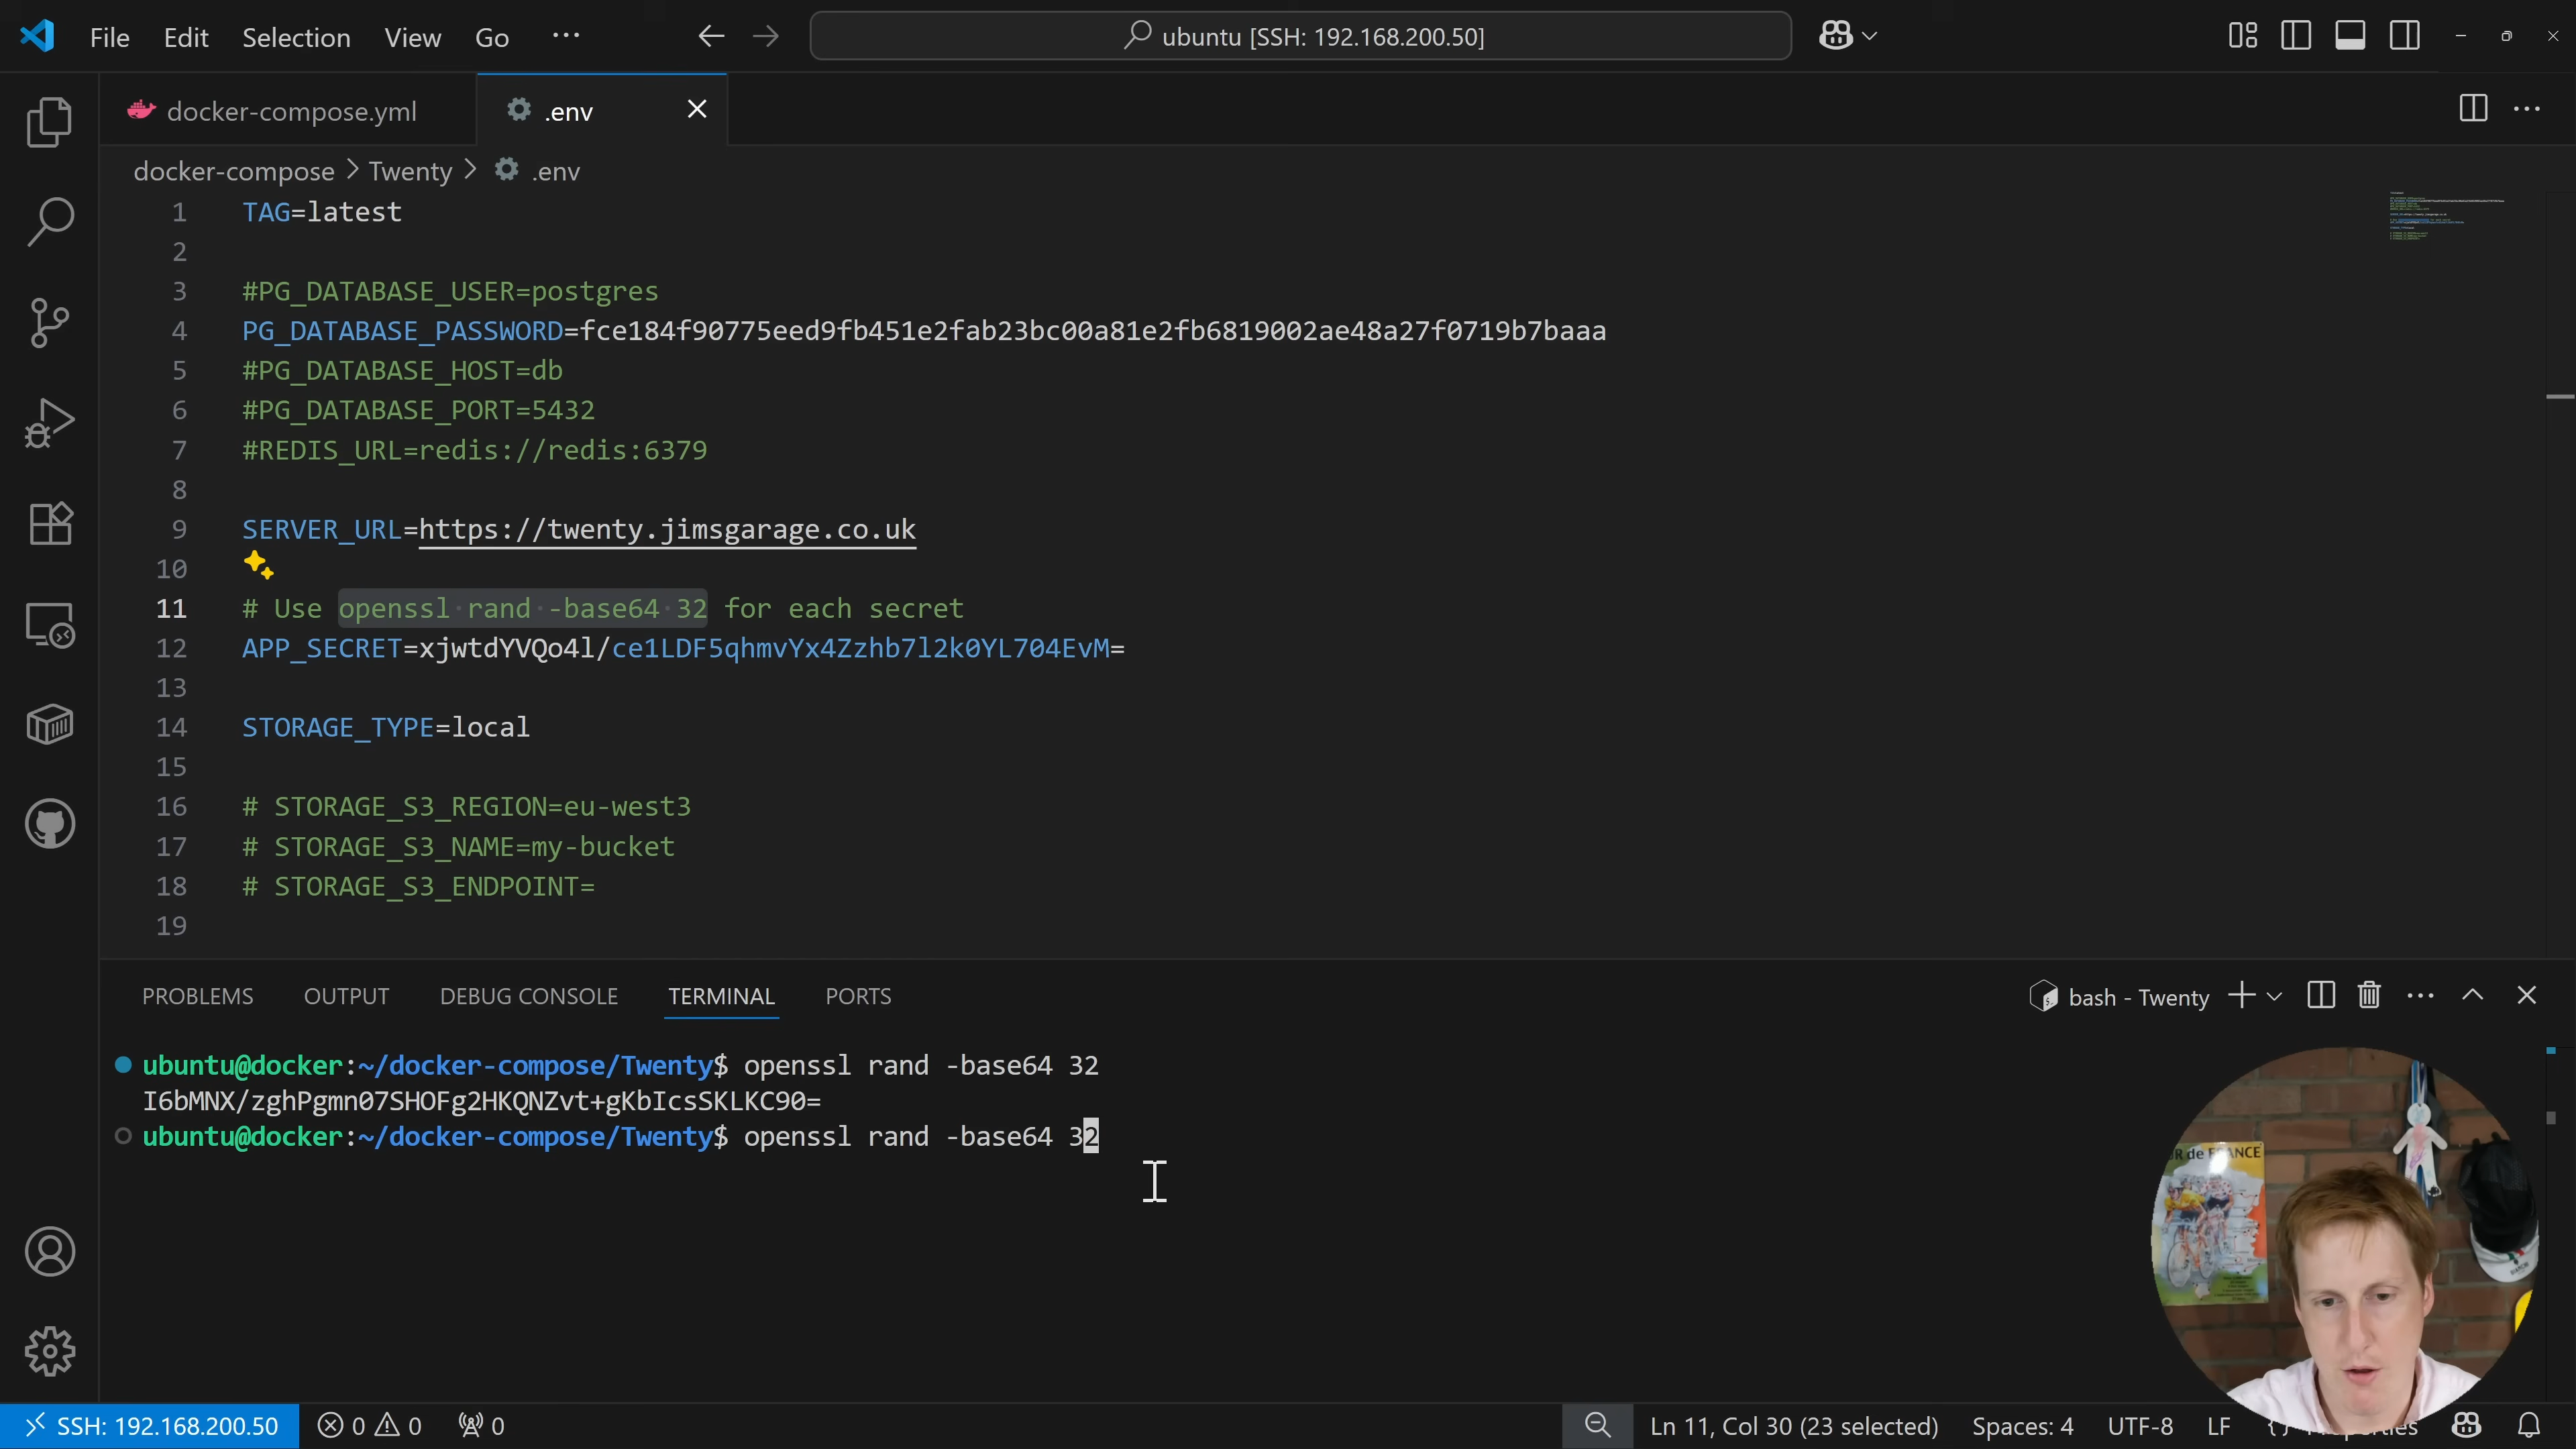 File Edit Selection View Go ...
ubuntu [SSH: 192.168.200.50]
docker-compose.yml
.env
docker-compose > Twenty > .env
1 TAG=latest
2
3 #PG_DATABASE_USER=postgres
4 PG_DATABASE_PASSWORD=fce184f90775eed9fb451e2fab23bc00a81e2fb6819002ae48a27f0719b7baaa
5 #PG_DATABASE_HOST=db
6 #PG_DATABASE_PORT=5432
7 #REDIS_URL=redis://redis:6379
8
9 SERVER_URL=https://twenty.jimsgarage.co.uk
10
11 # Use openssl rand -base64 32 for each secret
12 APP_SECRET=xjwtdYVQo4l/ce1LDF5qhmvYx4Zzhb7l2k0YL704EvM=
13
14 STORAGE_TYPE=local
15
16 # STORAGE_S3_REGION=eu-west3
17 # STORAGE_S3_NAME=my-bucket
18 # STORAGE_S3_ENDPOINT=
19
PROBLEMS OUTPUT DEBUG CONSOLE TERMINAL PORTS
bash - Twenty
ubuntu@docker:~/docker-compose/Twenty$ openssl rand -base64 32
I6bMNX/zghPgmn07SHOFg2HKQNZvt+gKbIcsSKLKC90=
ubuntu@docker:~/docker-compose/Twenty$ openssl rand -base64 32
DE FRANCE
SSH: 192.168.200.50 0 0 0
Ln 11, Col 30 (23 selected) Spaces: 4 UTF-8 LF